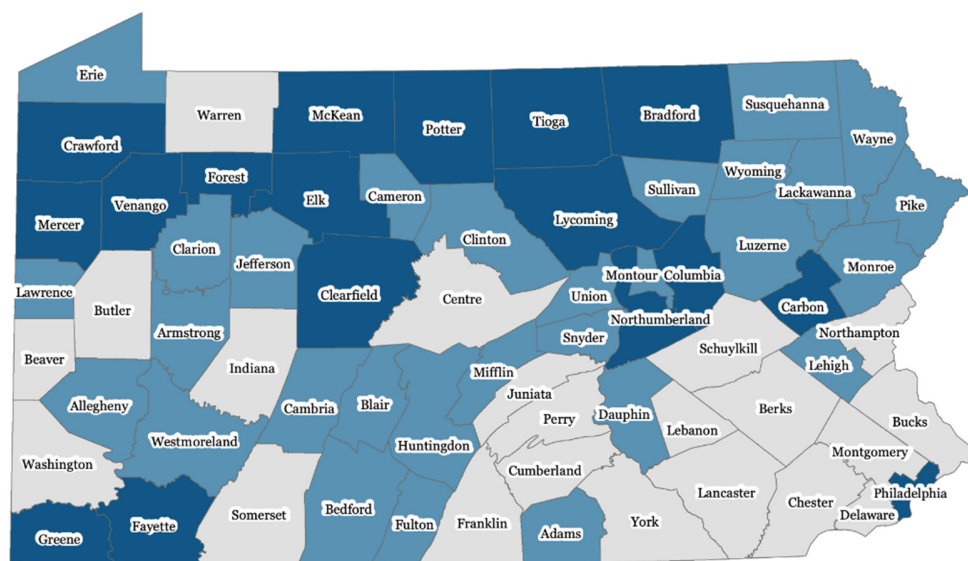 Erie
Warren
McKean
Potter
Tioga
Bradford
Susquehanna
Wayne
Crawford
Forest
Elk
Cameron
Sullivan
Wyoming
Lackawanna
Pike
Mercer
Venango
Clarion
Jefferson
Clinton
Lycoming
Luzerne
Monroe
Lawrence
Butler
Clearfield
Centre
Union
Montour
Columbia
Carbon
Armstrong
Northumberland
Northampton
Beaver
Indiana
Snyder
Schuylkill
Lehigh
Allegheny
Cambria
Blair
Mifflin
Juniata
Westmoreland
Huntingdon
Perry
Dauphin
Lebanon
Berks
Bucks
Washington
Cumberland
Montgomery
Greene
Fayette
Somerset
Bedford
Fulton
Franklin
Adams
York
Lancaster
Chester
Delaware
Philadelphia